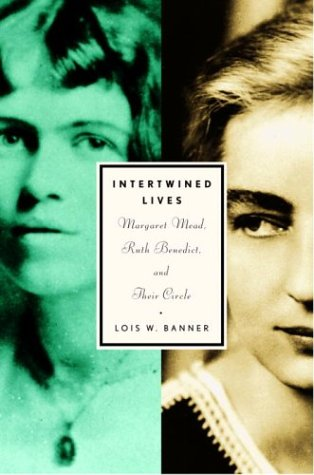 INTERTWINED
LIVES
Margaret Mead,
Ruth Benedict,
and
Their Circle
LOIS W. BANNER